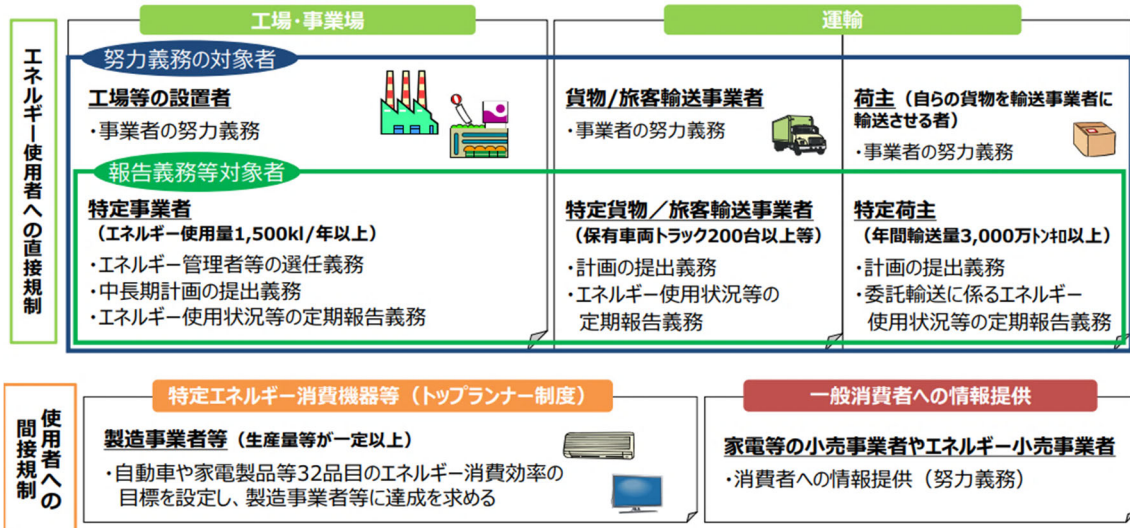 工場・事業場
運輸
エネルギー使用者への直接規制
努力義務の対象者
工場等の設置者
・事業者の努力義務
貨物/旅客輸送事業者
・事業者の努力義務
荷主（自らの貨物を輸送事業者に
輸送させる者）
・事業者の努力義務
報告義務等対象者
特定事業者
（エネルギー使用量1,500kl/年以上）
・エネルギー管理者等の選任義務
・中長期計画の提出義務
・エネルギー使用状況等の定期報告義務
特定貨物／旅客輸送事業者
（保有車両トラック200台以上等）
・計画の提出義務
・エネルギー使用状況等の
定期報告義務
特定荷主
（年間輸送量3,000万トンキロ以上）
・計画の提出義務
・委託輸送に係るエネルギー
使用状況等の定期報告義務
使用者への
間接規制
特定エネルギー消費機器等（トップランナー制度）
製造事業者等（生産量等が一定以上）
・自動車や家電製品等32品目のエネルギー消費効率の
目標を設定し、製造事業者等に達成を求める
一般消費者への情報提供
家電等の小売事業者やエネルギー小売事業者
・消費者への情報提供（努力義務）